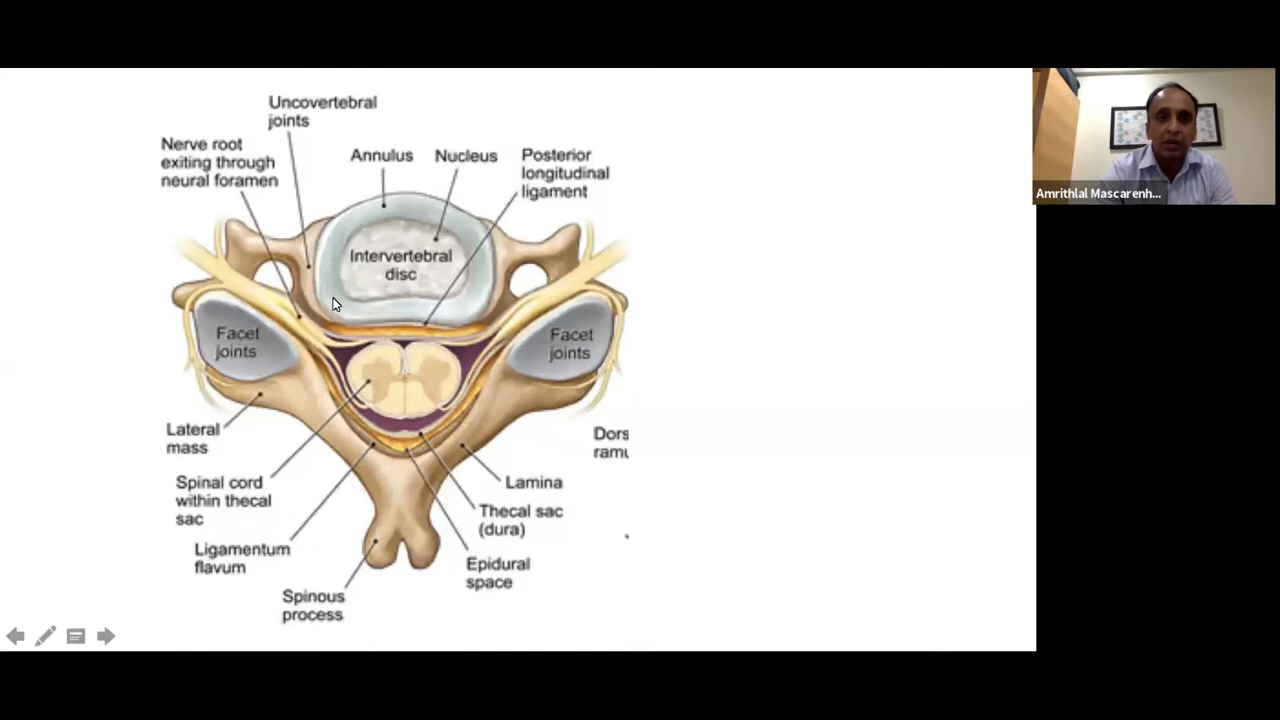 Uncovertebral
joints
Nerve root
exiting through
neural foramen
Annulus
Nucleus
Posterior
longitudinal
ligament
Intervertebral
disc
Facet
joints
Facet
joints
Lateral
mass
Dors
ramu
Spinal cord
within thecal
sac
Lamina
Thecal sac
(dura)
Ligamentum
flavum
Epidural
space
Spinous
process
Amrithlal Mascarenh...